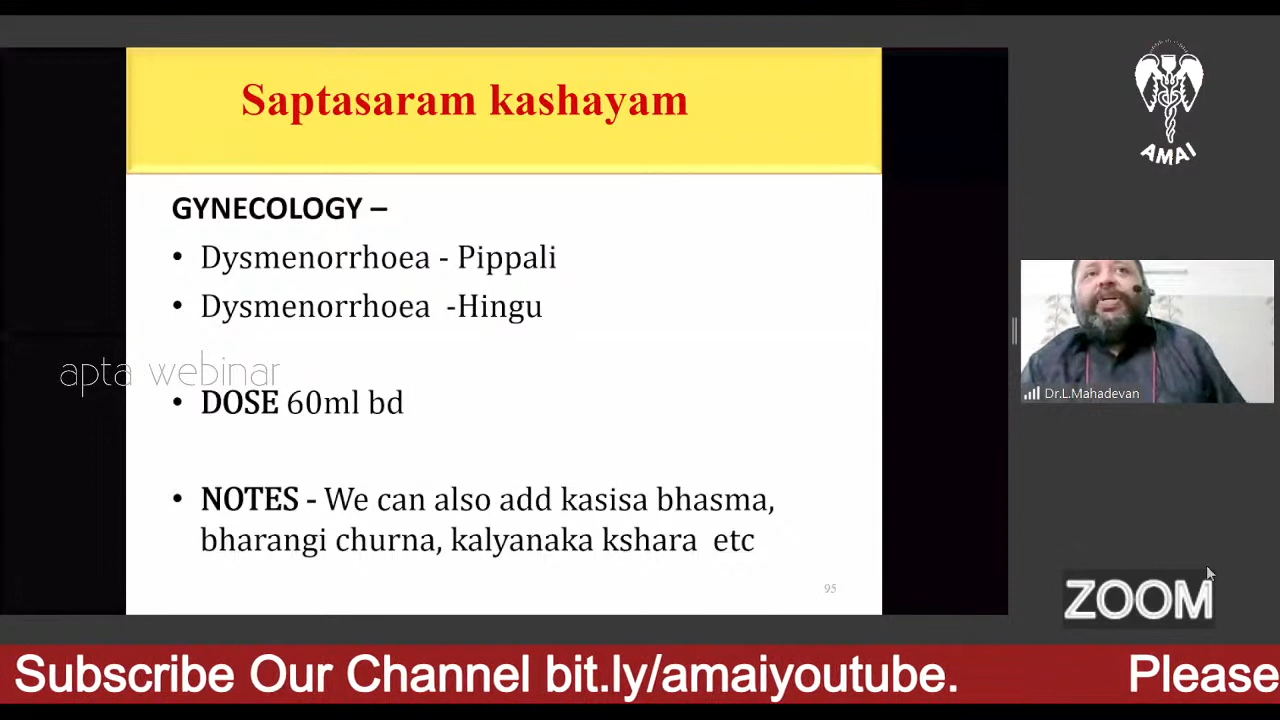 Saptasaram kashayam
GYNECOLOGY –
• Dysmenorrhoea - Pippali
• Dysmenorrhoea -Hingu
apta webinar
• DOSE 60ml bd
• NOTES - We can also add kasisa bhasma,
bharangi churna, kalyanaka kshara etc
95
AMAI
Dr.L.Mahadevan
ZOOM
Subscribe Our Channel bit.ly/amaiyoutube. Please